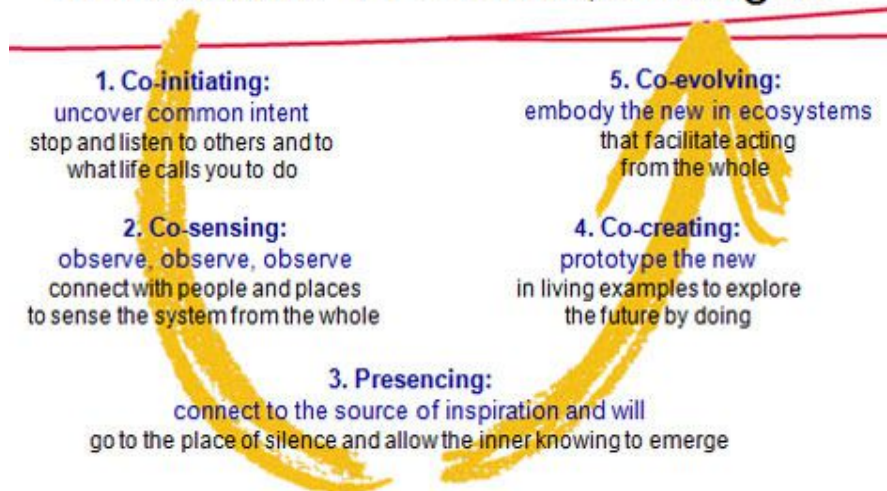 1. Co-initiating:
uncover common intent
stop and listen to others and to
what life calls you to do
2. Co-sensing:
observe, observe, observe
connect with people and places
to sense the system from the whole
3. Presencing:
connect to the source of inspiration and will
go to the place of silence and allow the inner knowing to emerge
4. Co-creating:
prototype the new
in living examples to explore
the future by doing
5. Co-evolving:
embody the new in ecosystems
that facilitate acting
from the whole